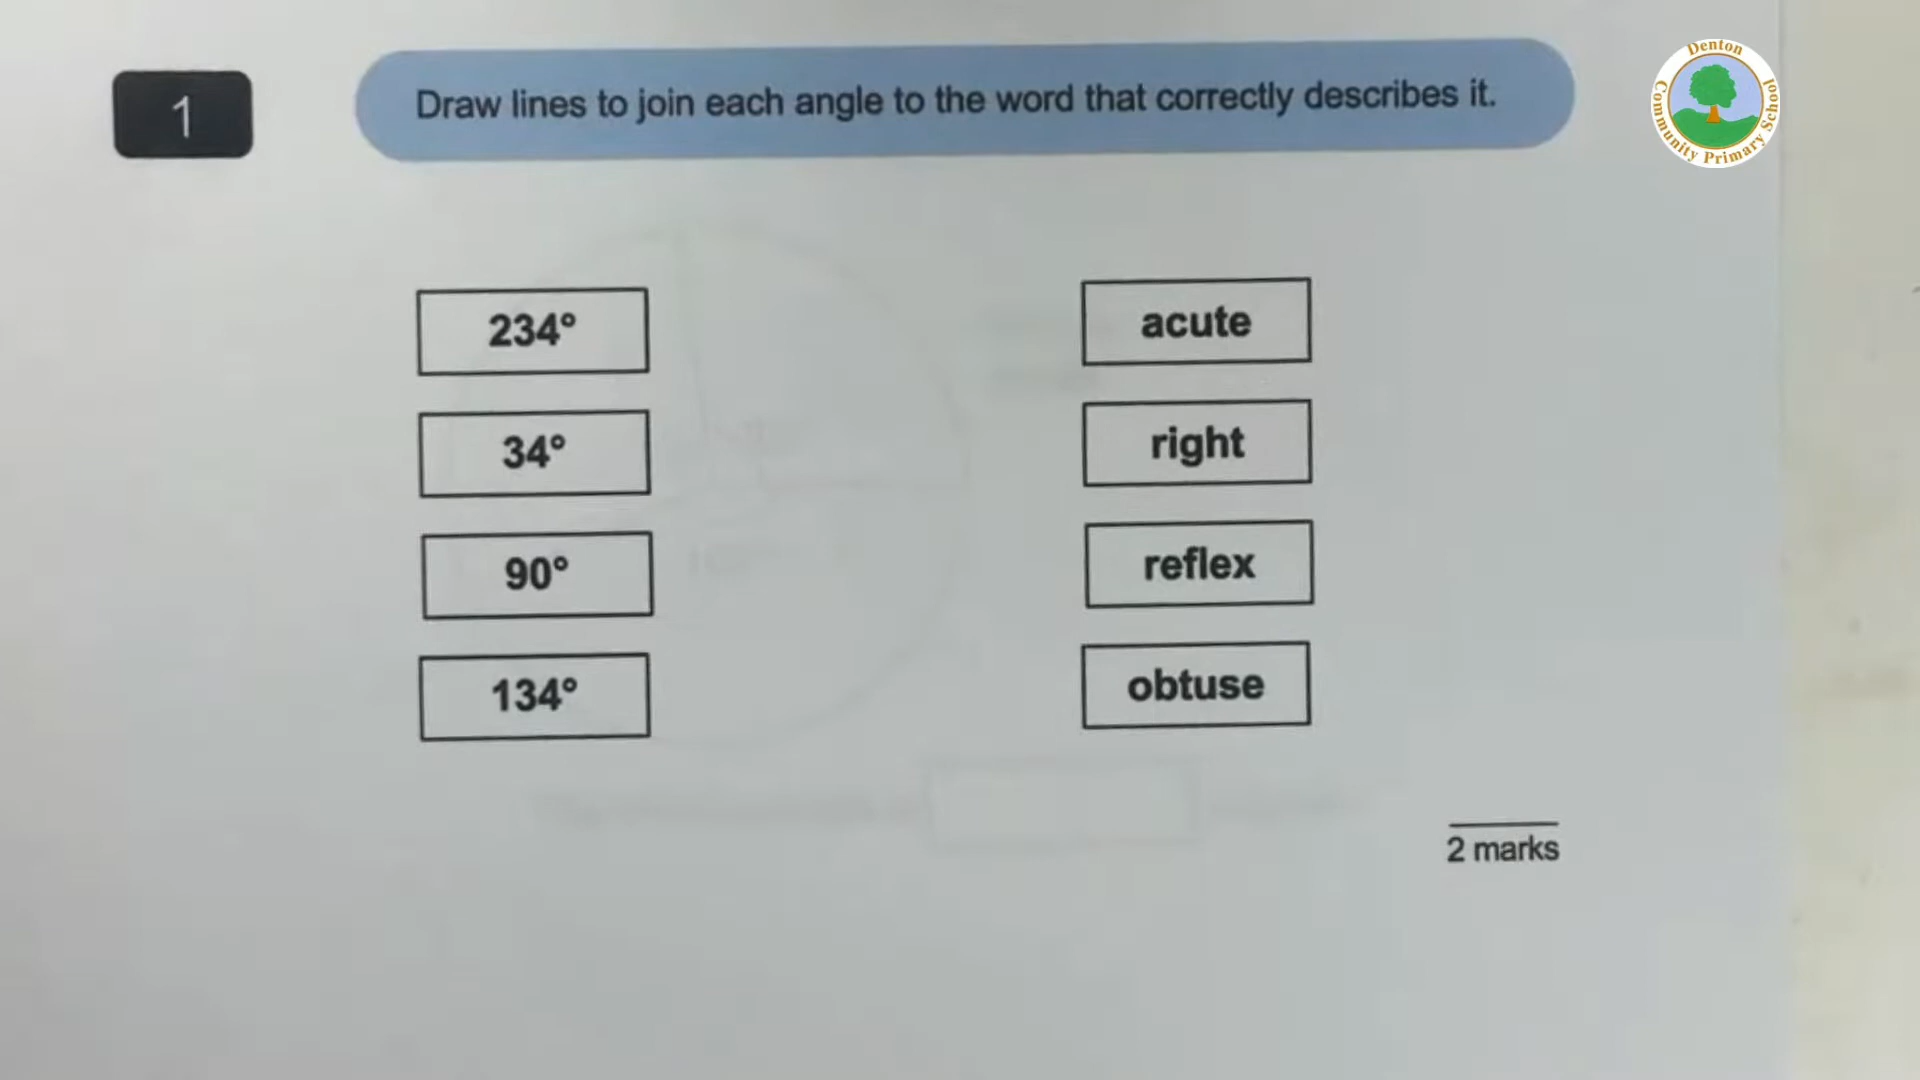 1
Draw lines to join each angle to the word that correctly describes it.
Denton
Community Primary School
234° acute
34° right
90° reflex
134° obtuse
2 marks